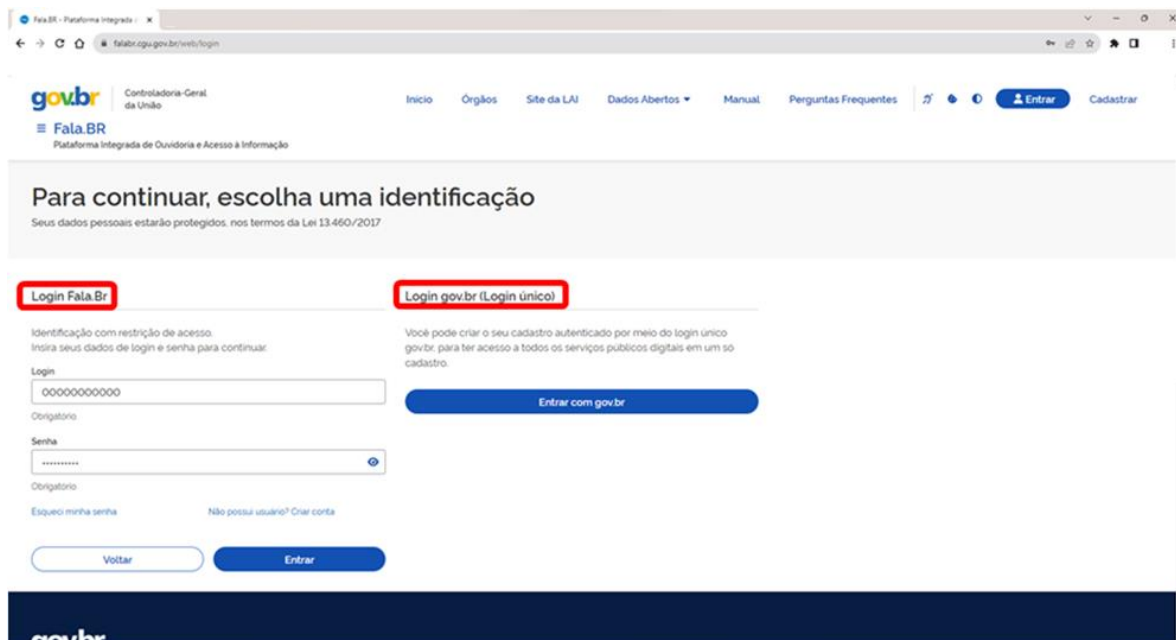 Fala.BR - Plataforma Integrada
falabr.cgu.gov.br/web/login
gov.br
Controladoria-Geral
da União
Início Órgãos Site da LAI Dados Abertos Manual Perguntas Frequentes Entrar Cadastrar
Fala.BR
Plataforma Integrada de Ouvidoria e Acesso à Informação
Para continuar, escolha uma identificação
Seus dados pessoais estarão protegidos, nos termos da Lei 13.460/2017
Login Fala.Br
Identificação com restrição de acesso.
Insira seus dados de login e senha para continuar.
Login
00000000000
Obrigatório
Senha
··········
Obrigatório
Esqueci minha senha Não possui usuário? Criar conta
Voltar Entrar
Login gov.br (Login único)
Você pode criar o seu cadastro autenticado por meio do login único
gov.br, para ter acesso a todos os serviços públicos digitais em um só
cadastro.
Entrar com gov.br
gov.br